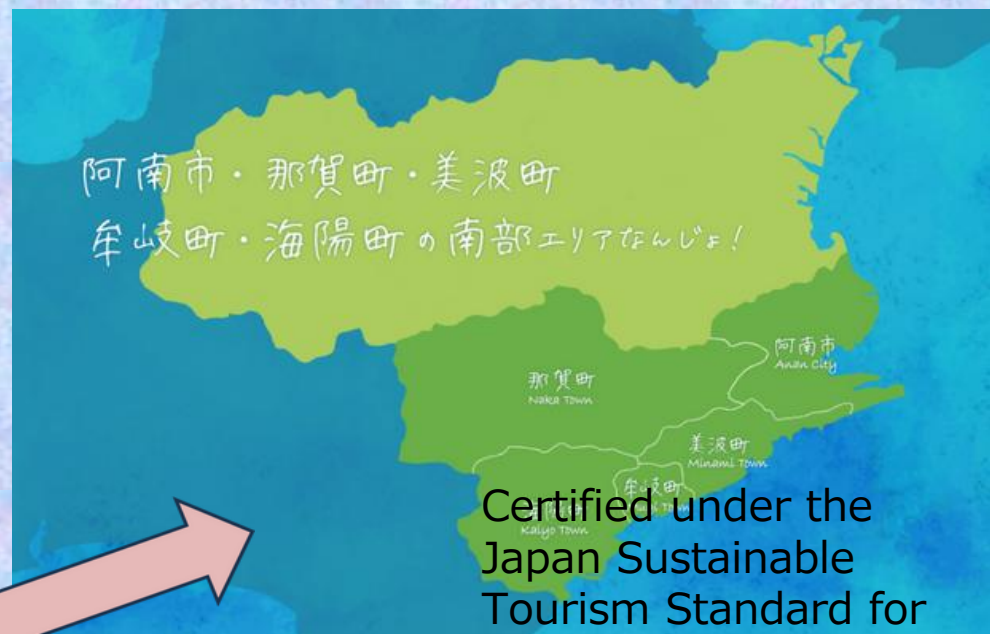 阿南市・那賀町・美波町
牟岐町・海陽町の南部エリアなんじょ!
阿南市
Anan City
那賀町
Naka Town
美波町
Minami Town
牟岐町
Kaiyo Town
Certified under the
Japan Sustainable
Tourism Standard for